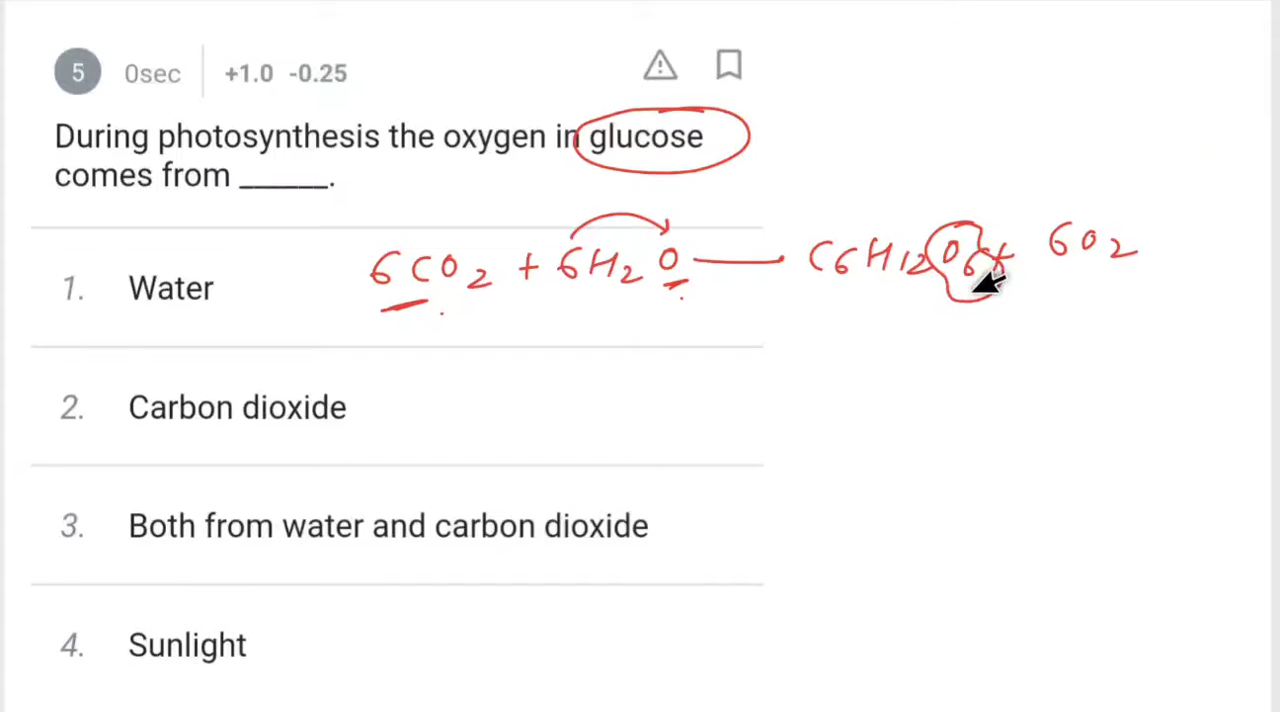 5 0sec +1.0 -0.25
During photosynthesis the oxygen in glucose
comes from ______.
6CO2 + 6H2O — C6H12O6 + 6O2
1. Water
2. Carbon dioxide
3. Both from water and carbon dioxide
4. Sunlight